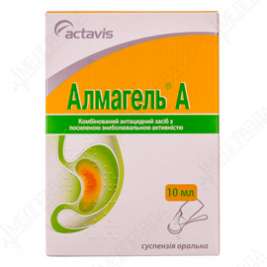 actavis
Алмагель® А
Комбінований антацидний засіб з
посиленою знеболювальною активністю
10 мл
суспензія оральна